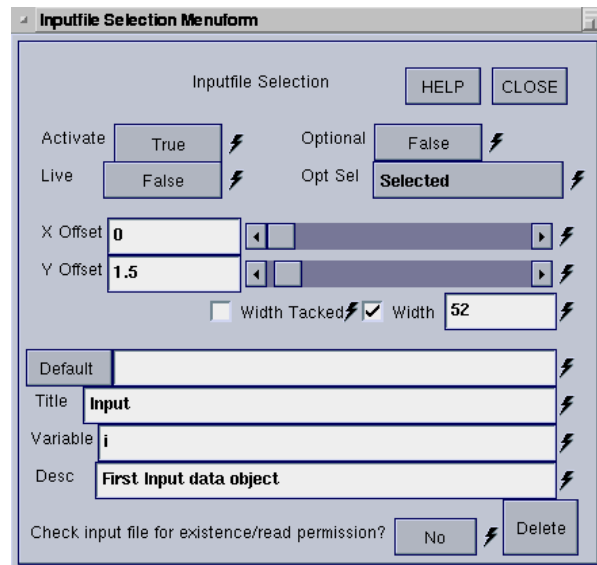 Inputfile Selection Menuform
Inputfile Selection HELP CLOSE
Activate True Optional False
Live False Opt Sel Selected
X Offset 0
Y Offset 1.5
Width Tacked Width 52
Default
Title Input
Variable i
Desc First Input data object
Check input file for existence/read permission? No Delete